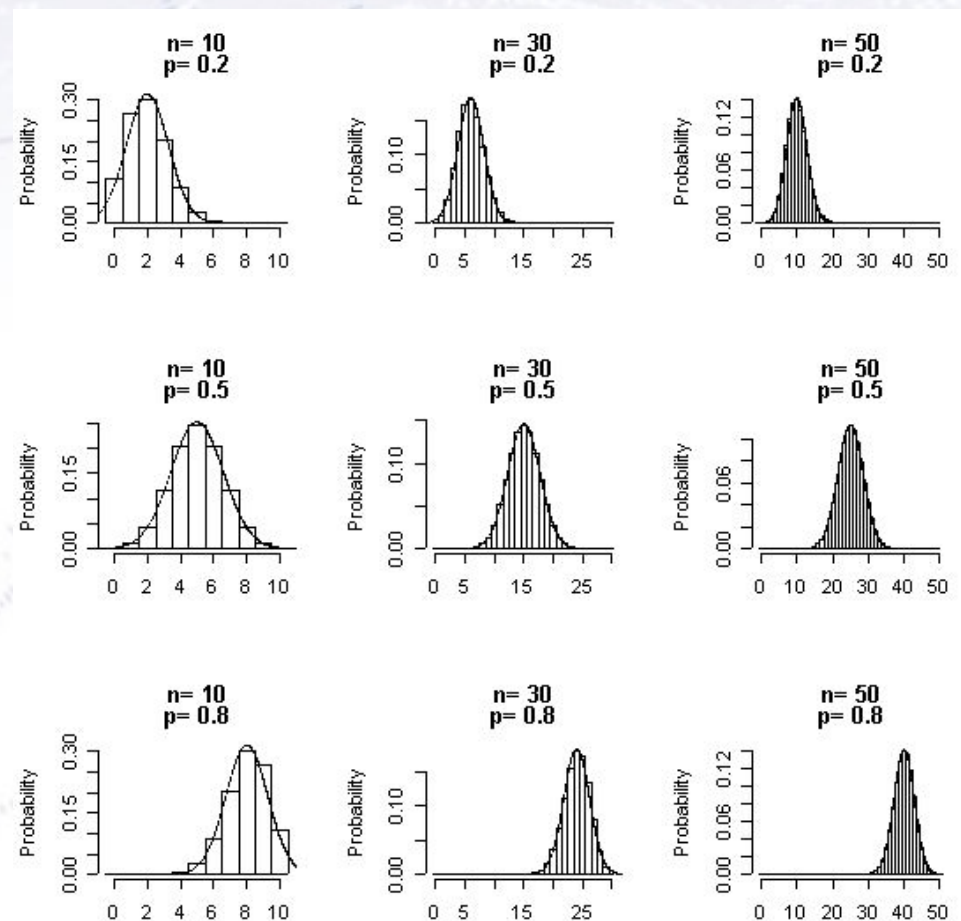 n= 10
p= 0.2
Probability
0.00 0.15 0.30
0 2 4 6 8 10
n= 30
p= 0.2
Probability
0.00 0.10
0 5 15 25
n= 50
p= 0.2
Probability
0.00 0.06 0.12
0 10 20 30 40 50
n= 10
p= 0.5
Probability
0.00 0.15
0 2 4 6 8 10
n= 30
p= 0.5
Probability
0.00 0.10
0 5 15 25
n= 50
p= 0.5
Probability
0.00 0.06
0 10 20 30 40 50
n= 10
p= 0.8
Probability
0.00 0.15 0.30
0 2 4 6 8 10
n= 30
p= 0.8
Probability
0.00 0.10
0 5 15 25
n= 50
p= 0.8
Probability
0.00 0.06 0.12
0 10 20 30 40 50